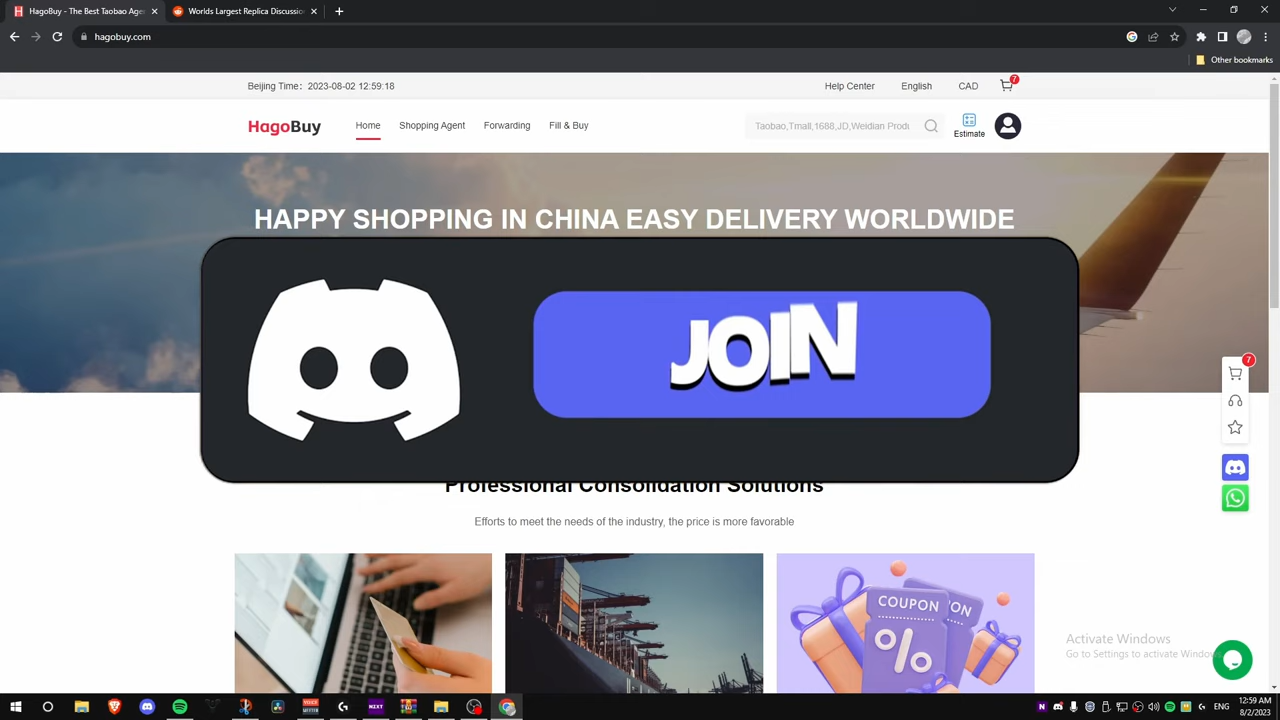 HagoBuy - The Best Taobao Age
Worlds Largest Replica Discussio
hagobuy.com
Other bookmarks
Beijing Time: 2023-08-02 12:59:18
Help Center
English
CAD
7
HagoBuy
Home
Shopping Agent
Forwarding
Fill & Buy
Taobao,Tmall,1688,JD,Weidian Produ
Estimate
HAPPY SHOPPING IN CHINA EASY DELIVERY WORLDWIDE
JOIN
7
Professional Consolidation Solutions
Efforts to meet the needs of the industry, the price is more favorable
COUPON
%
Activate Windows
Go to Settings to activate Windows
ENG
12:59 AM
8/2/2023